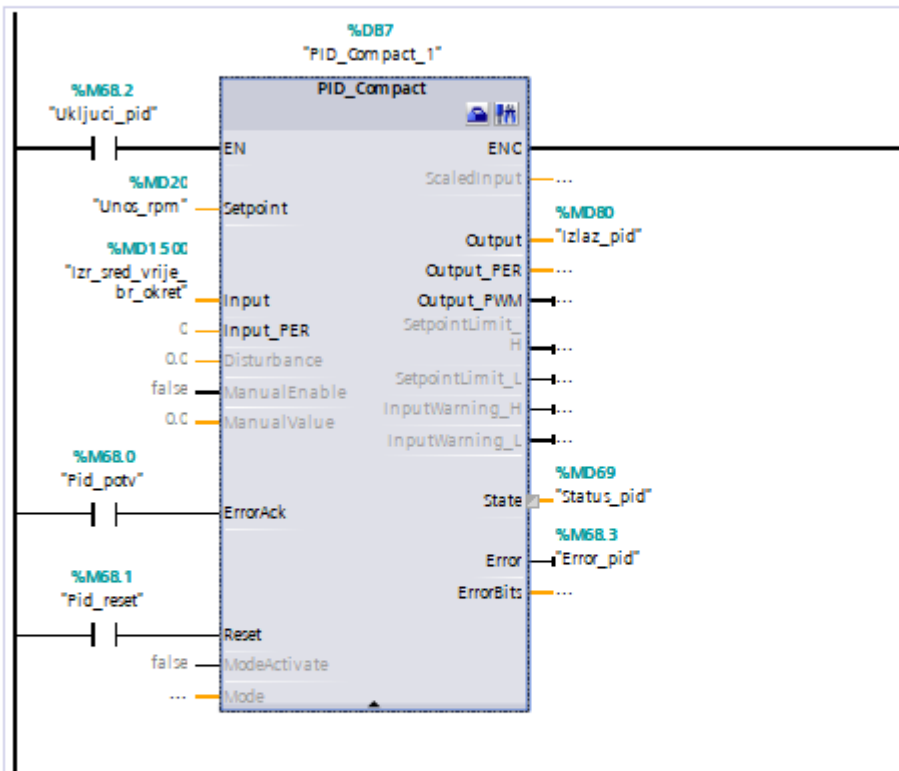 %DB7
"PID_Compact_1"
PID_Compact
%M68.2
"Ukljuci_pid"
EN
ENO
ScaledInput
...
%MD20
"Unos_rpm"
Setpoint
%MD80
Output
"Izlaz_pid"
%MD1500
"Izr_sred_vrije_
br_okret"
Output_PER
...
Input
Output_PWM
...
0
Input_PER
SetpointLimit_
H
...
0.0
Disturbance
SetpointLimit_L
...
false
ManualEnable
InputWarning_H
...
0.0
ManualValue
InputWarning_L
...
%M68.0
"Pid_potv"
ErrorAck
%MD69
State
"Status_pid"
%M68.3
Error
"Error_pid"
%M68.1
"Pid_reset"
ErrorBits
...
Reset
false
ModeActivate
...
Mode